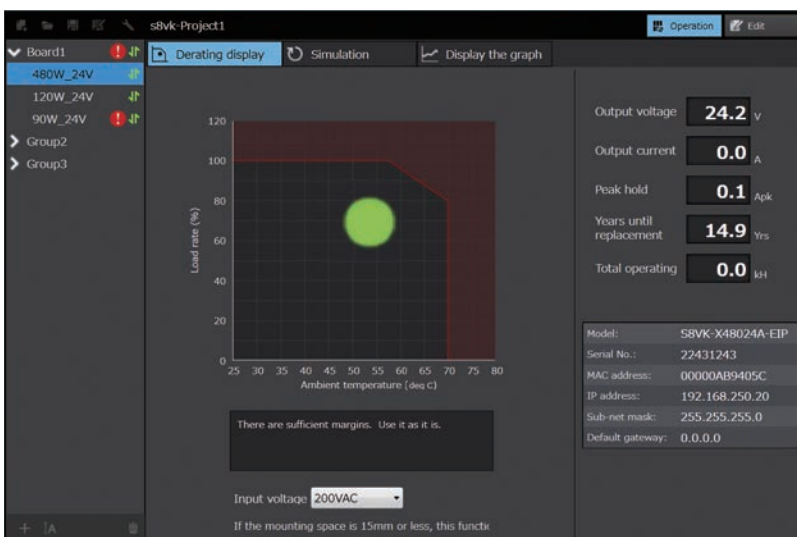 s8vk-Project1
Operation
Edit
Board1
480W_24V
120W_24V
90W_24V
Group2
Group3
Derating display
Simulation
Display the graph
Load rate (%)
120
100
80
60
40
20
0
25 30 35 40 45 50 53 60 65 70 75 80
Ambient temperature [deg C]
There are sufficient margins. Use it as it is.
Input voltage 200VAC
If the mounting space is 15mm or less, this functic
Output voltage 24.2 V
Output current 0.0 A
Peak hold 0.1 Apk
Years until
replacement 14.9 Yrs
Total operating 0.0 kH
Model: S8VK-X48024A-EIP
Serial No.: 22431243
MAC address: 00000AB9405C
IP address: 192.168.250.20
Sub-net mask: 255.255.255.0
Default gateway: 0.0.0.0
A